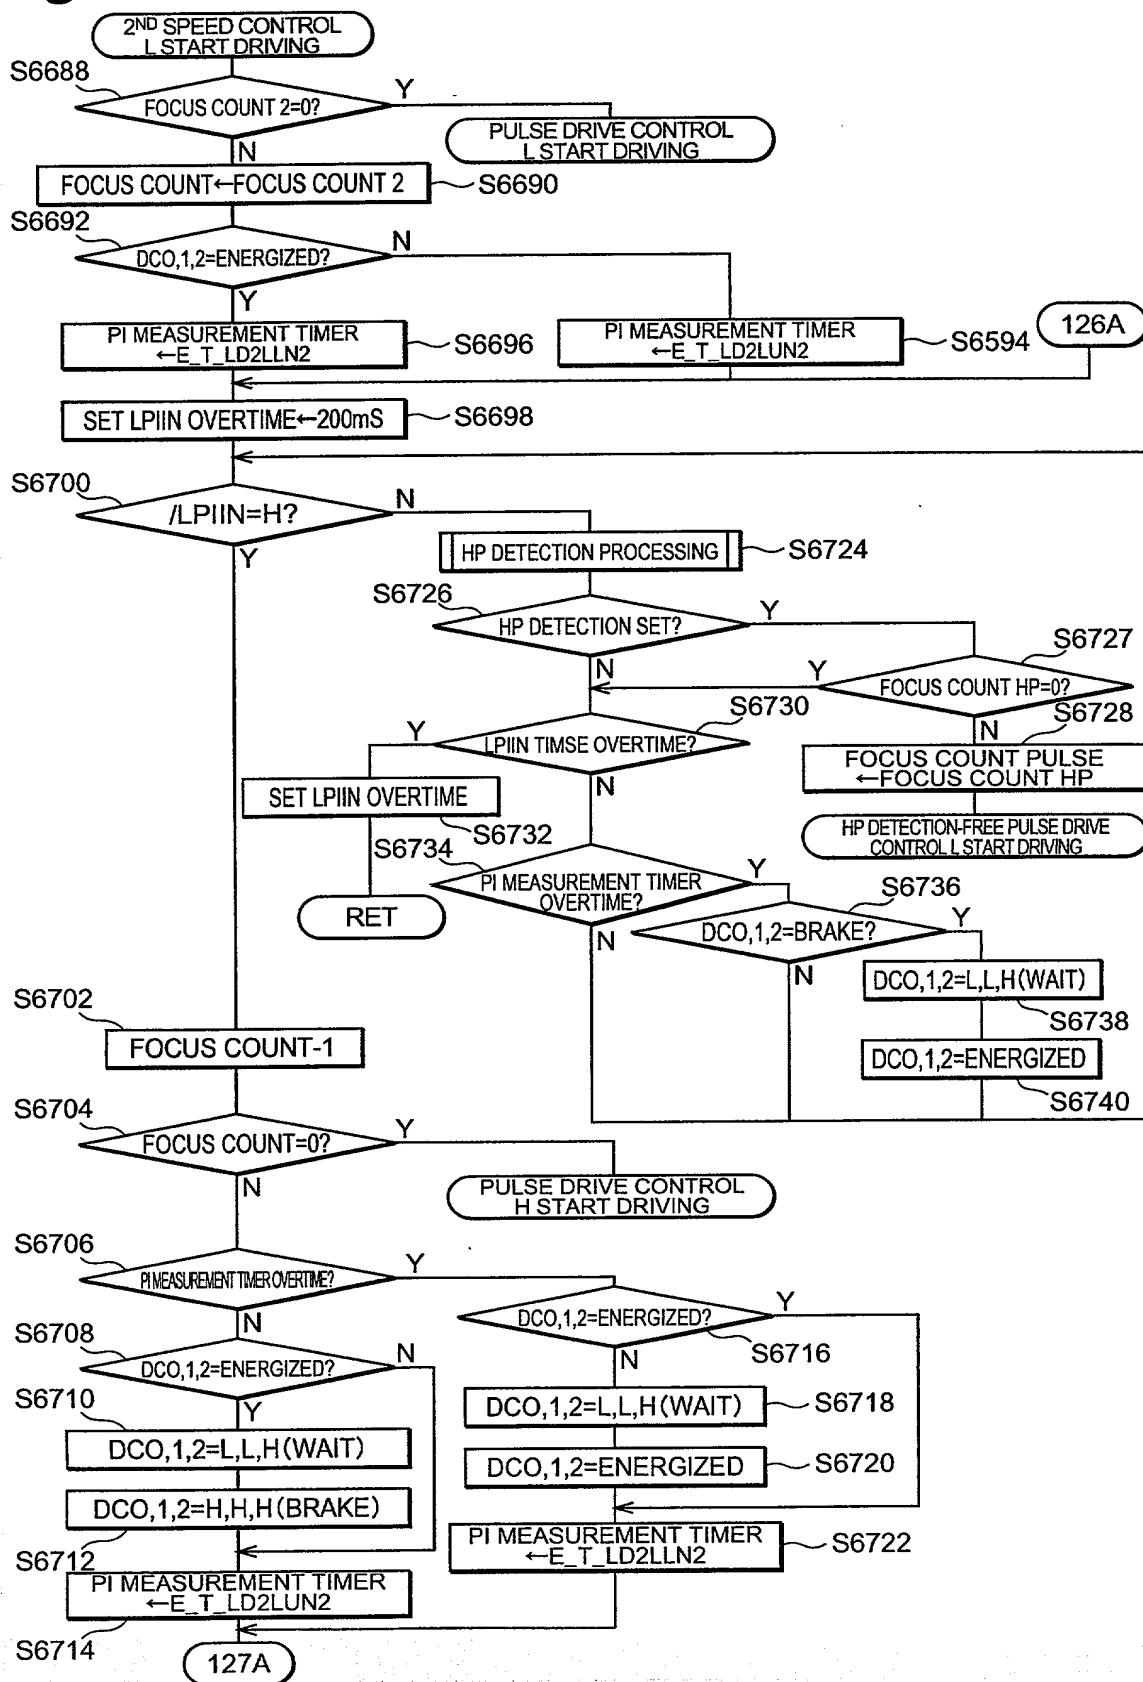 2ND SPEED CONTROL
L START DRIVING
S6688
FOCUS COUNT 2=0?
Y
N
PULSE DRIVE CONTROL
L START DRIVING
FOCUS COUNT←FOCUS COUNT 2
S6690
S6692
DCO,1,2=ENERGIZED?
N
Y
PI MEASUREMENT TIMER
←E_T_LD2LLN2
S6696
PI MEASUREMENT TIMER
←E_T_LD2LUN2
S6594
126A
SET LPIIN OVERTIME←200mS
S6698
S6700
/LPIIN=H?
N
Y
HP DETECTION PROCESSING
S6724
S6726
HP DETECTION SET?
Y
N
S6727
FOCUS COUNT HP=0?
Y
N
S6728
FOCUS COUNT PULSE
←FOCUS COUNT HP
HP DETECTION-FREE PULSE DRIVE
CONTROL L START DRIVING
S6730
LPIIN TIMSE OVERTIME?
Y
N
SET LPIIN OVERTIME
S6732
RET
S6734
PI MEASUREMENT TIMER
OVERTIME?
Y
N
S6736
DCO,1,2=BRAKE?
Y
N
DCO,1,2=L,L,H(WAIT)
S6738
DCO,1,2=ENERGIZED
S6740
S6702
FOCUS COUNT-1
S6704
FOCUS COUNT=0?
Y
N
PULSE DRIVE CONTROL
H START DRIVING
S6706
PI MEASUREMENT TIMER OVERTIME?
Y
N
S6708
DCO,1,2=ENERGIZED?
N
Y
S6710
DCO,1,2=L,L,H(WAIT)
DCO,1,2=H,H,H(BRAKE)
S6712
PI MEASUREMENT TIMER
←E_T_LD2LUN2
S6714
DCO,1,2=ENERGIZED?
Y
N
S6716
DCO,1,2=L,L,H(WAIT)
S6718
DCO,1,2=ENERGIZED
S6720
PI MEASUREMENT TIMER
←E_T_LD2LLN2
S6722
127A